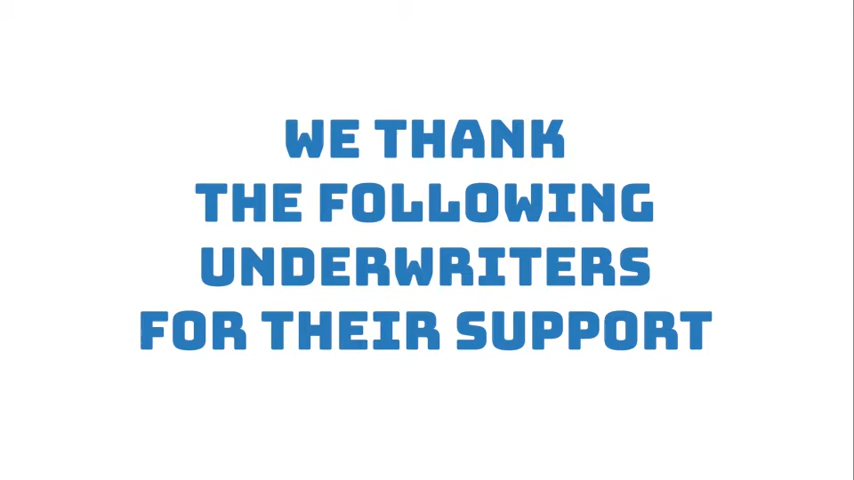 WE THANK
THE FOLLOWING
UNDERWRITERS
FOR THEIR SUPPORT